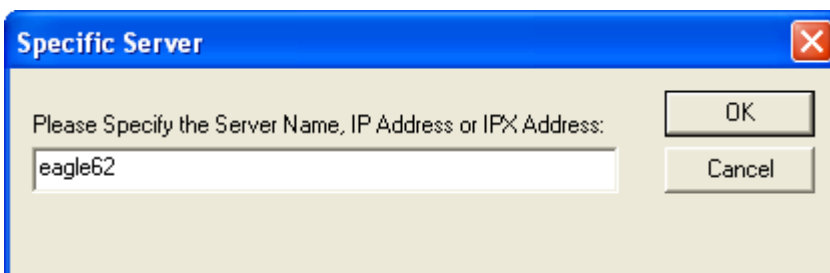 Specific Server
Please Specify the Server Name, IP Address or IPX Address:
eagle62
OK
Cancel